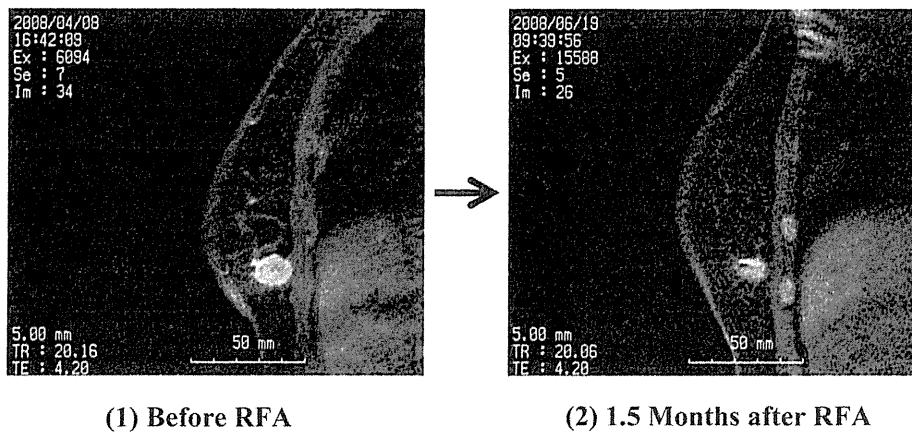 2008/04/08
16:42:09
Ex : 6094
Se : 7
Im : 34
5.00 mm
TR : 20.16
TE : 4.20
50 mm
2008/06/19
09:39:56
Ex : 15588
Se : 5
Im : 26
5.00 mm
TR : 20.06
TE : 4.20
50 mm
(1) Before RFA
(2) 1.5 Months after RFA